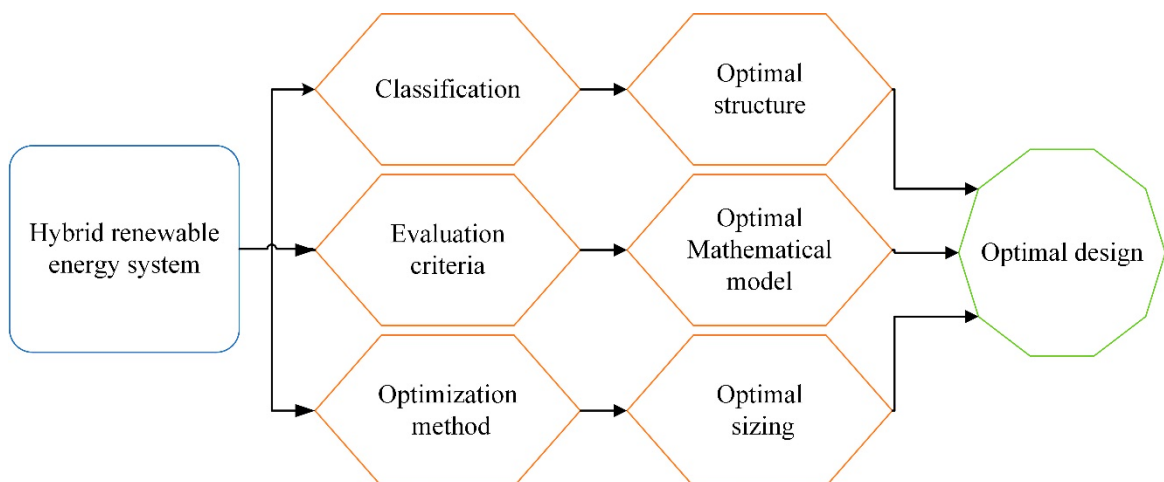 Hybrid renewable
energy system
Classification
Optimal
structure
Evaluation
criteria
Optimal
Mathematical
model
Optimization
method
Optimal
sizing
Optimal design